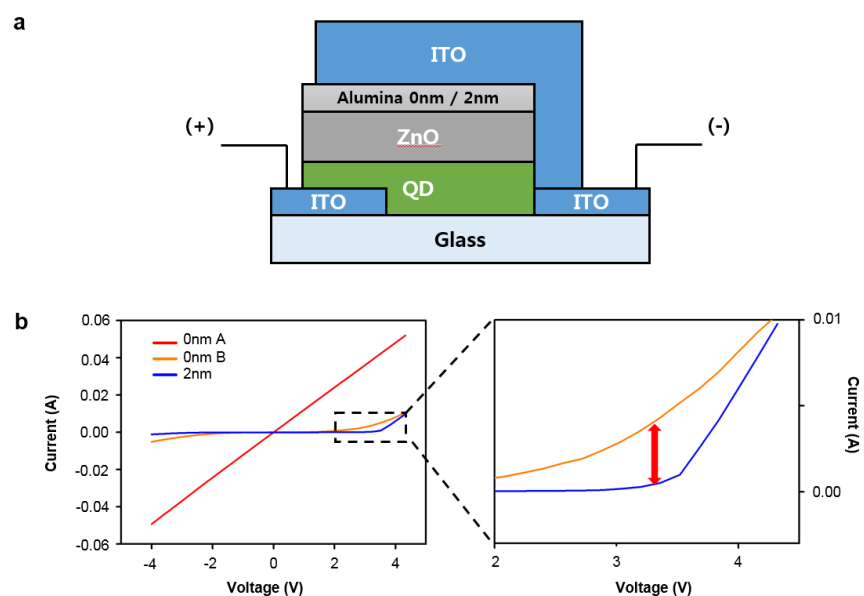 a
ITO
Alumina 0nm / 2nm
(+)
(-)
ZnO
QD
ITO
ITO
Glass
b
0.06
0.04
0.02
0.00
-0.02
-0.04
-0.06
Current (A)
0nm A
0nm B
2nm
-4
-2
0
2
4
Voltage (V)
0.01
0.00
Current (A)
2
3
4
Voltage (V)